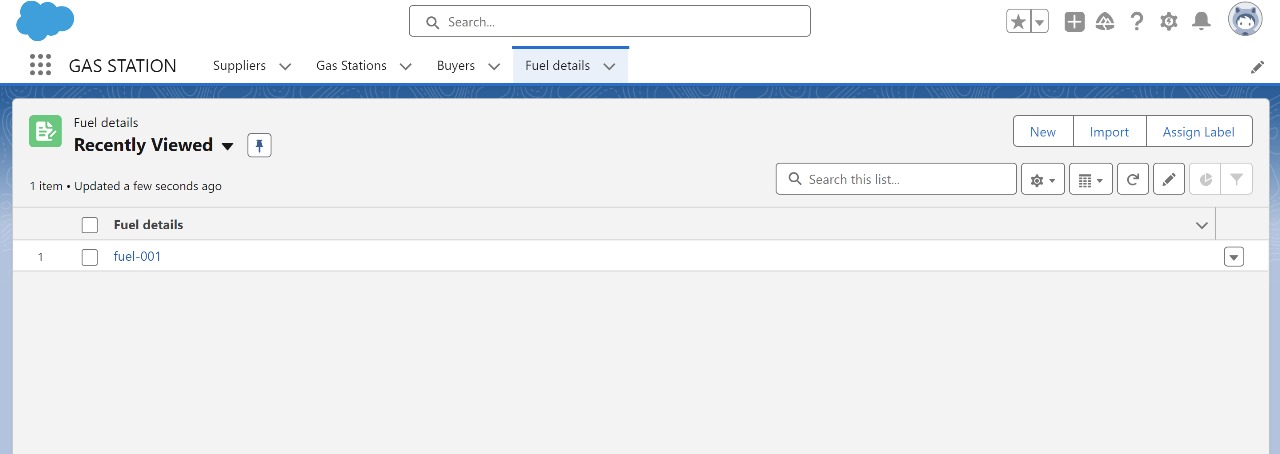 Search...
GAS STATION
Suppliers
Gas Stations
Buyers
Fuel details
Fuel details
Recently Viewed
New
Import
Assign Label
1 item • Updated a few seconds ago
Search this list...
Fuel details
1
fuel-001